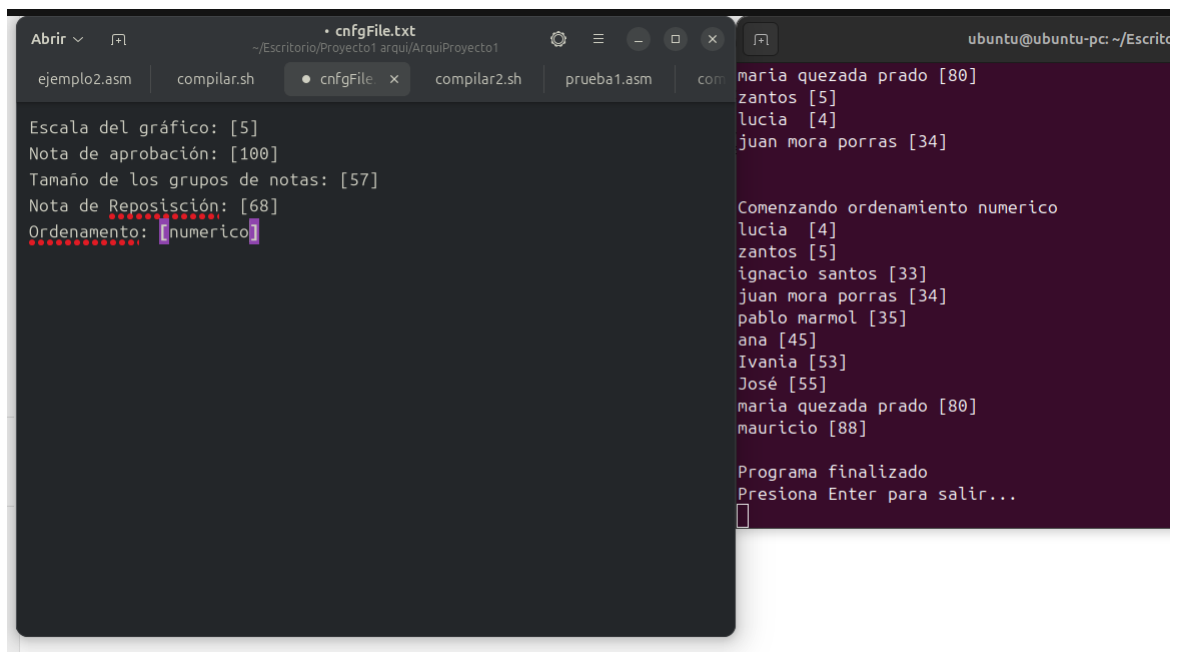 Abrir
• cnfgFile.txt
~/Escritorio/Proyecto1 arqui/ArquiProyecto1
ejemplo2.asm compilar.sh • cnfgFile compilar2.sh prueba1.asm com
Escala del gráfico: [5]
Nota de aprobación: [100]
Tamaño de los grupos de notas: [57]
Nota de Reposisción: [68]
Ordenamento: [numerico]
ubuntu@ubuntu-pc: ~/Escrito
maria quezada prado [80]
zantos [5]
lucia  [4]
juan mora porras [34]
Comenzando ordenamiento numerico
lucia  [4]
zantos [5]
ignacio santos [33]
juan mora porras [34]
pablo marmol [35]
ana [45]
Ivania [53]
José [55]
maria quezada prado [80]
mauricio [88]
Programa finalizado
Presiona Enter para salir...